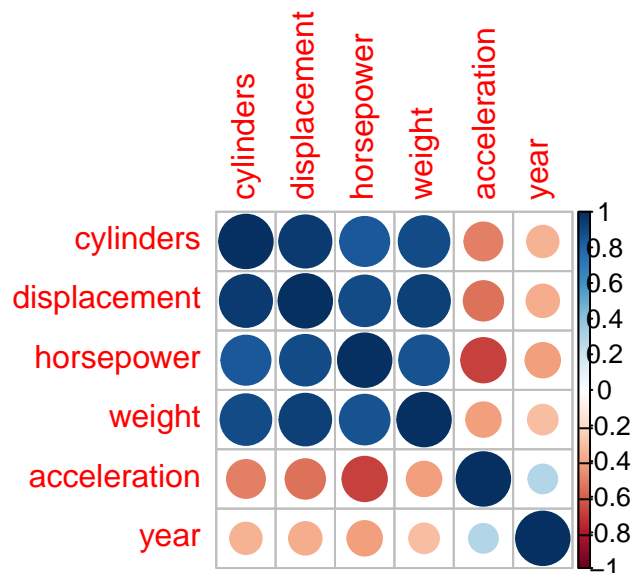 cylinders
displacement
horsepower
weight
acceleration
year
cylinders
displacement
horsepower
weight
acceleration
year
1
0.8
0.6
0.4
0.2
0
−0.2
−0.4
−0.6
−0.8
−1